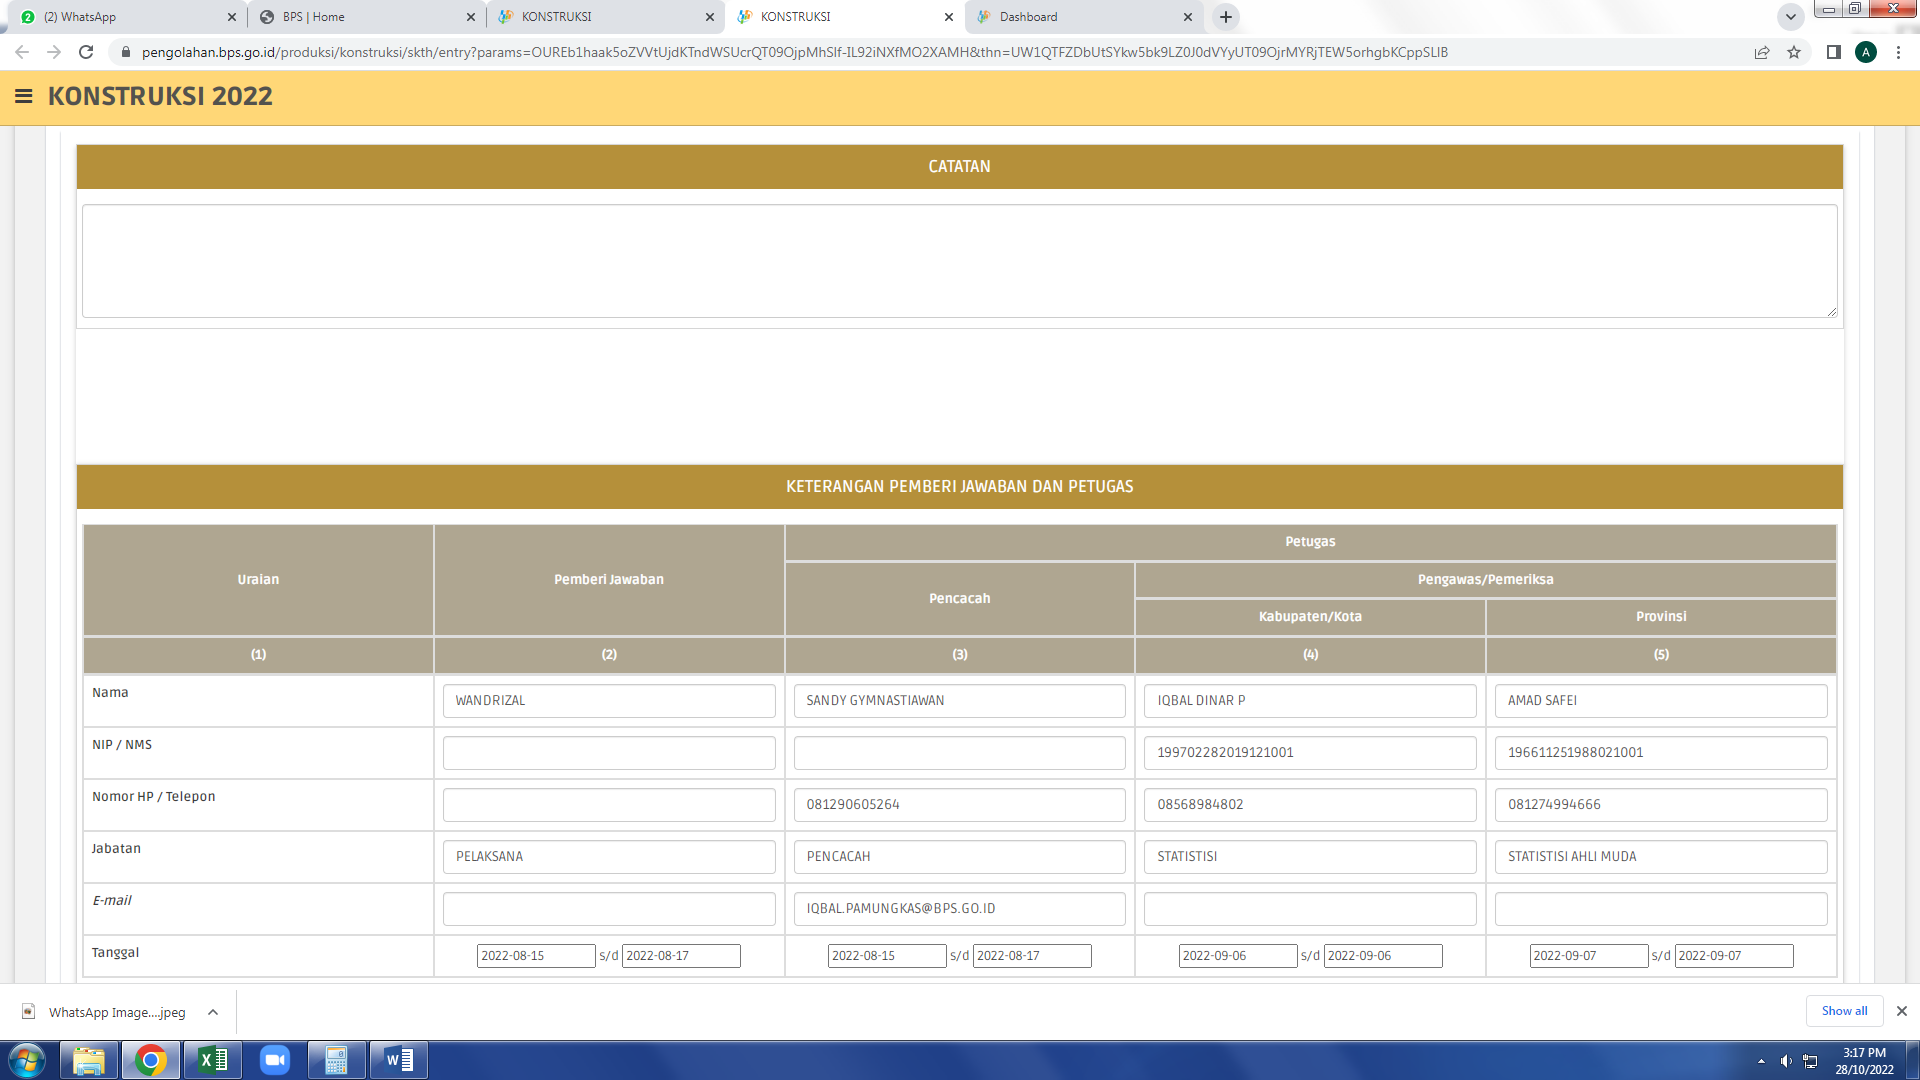 (2) WhatsApp
BPS | Home
KONSTRUKSI
KONSTRUKSI
Dashboard
pengolahan.bps.go.id/produksi/konstruksi/skth/entry?params=OUREb1haak5oZVVtUjdKTndWSUcrQT09OjpMhSlf-IL92iNXfMO2XAMH&thn=UW1QTFZDbUtSYkw5bk9LZ0J0dVYyUT09OjrMYRjTEW5orhgbKCppSLlB
A
KONSTRUKSI 2022
CATATAN
KETERANGAN PEMBERI JAWABAN DAN PETUGAS
Uraian
Pemberi Jawaban
Petugas
Pencacah
Pengawas/Pemeriksa
Kabupaten/Kota
Provinsi
(1) (2) (3) (4) (5)
Nama WANDRIZAL SANDY GYMNASTIAWAN IQBAL DINAR P AMAD SAFEI
NIP / NMS 199702282019121001 196611251988021001
Nomor HP / Telepon 081290605264 08568984802 081274994666
Jabatan PELAKSANA PENCACAH STATISTISI STATISTISI AHLI MUDA
E-mail IQBAL.PAMUNGKAS@BPS.GO.ID
Tanggal 2022-08-15 s/d 2022-08-17 2022-08-15 s/d 2022-08-17 2022-09-06 s/d 2022-09-06 2022-09-07 s/d 2022-09-07
WhatsApp Image....jpeg
Show all
3:17 PM
28/10/2022